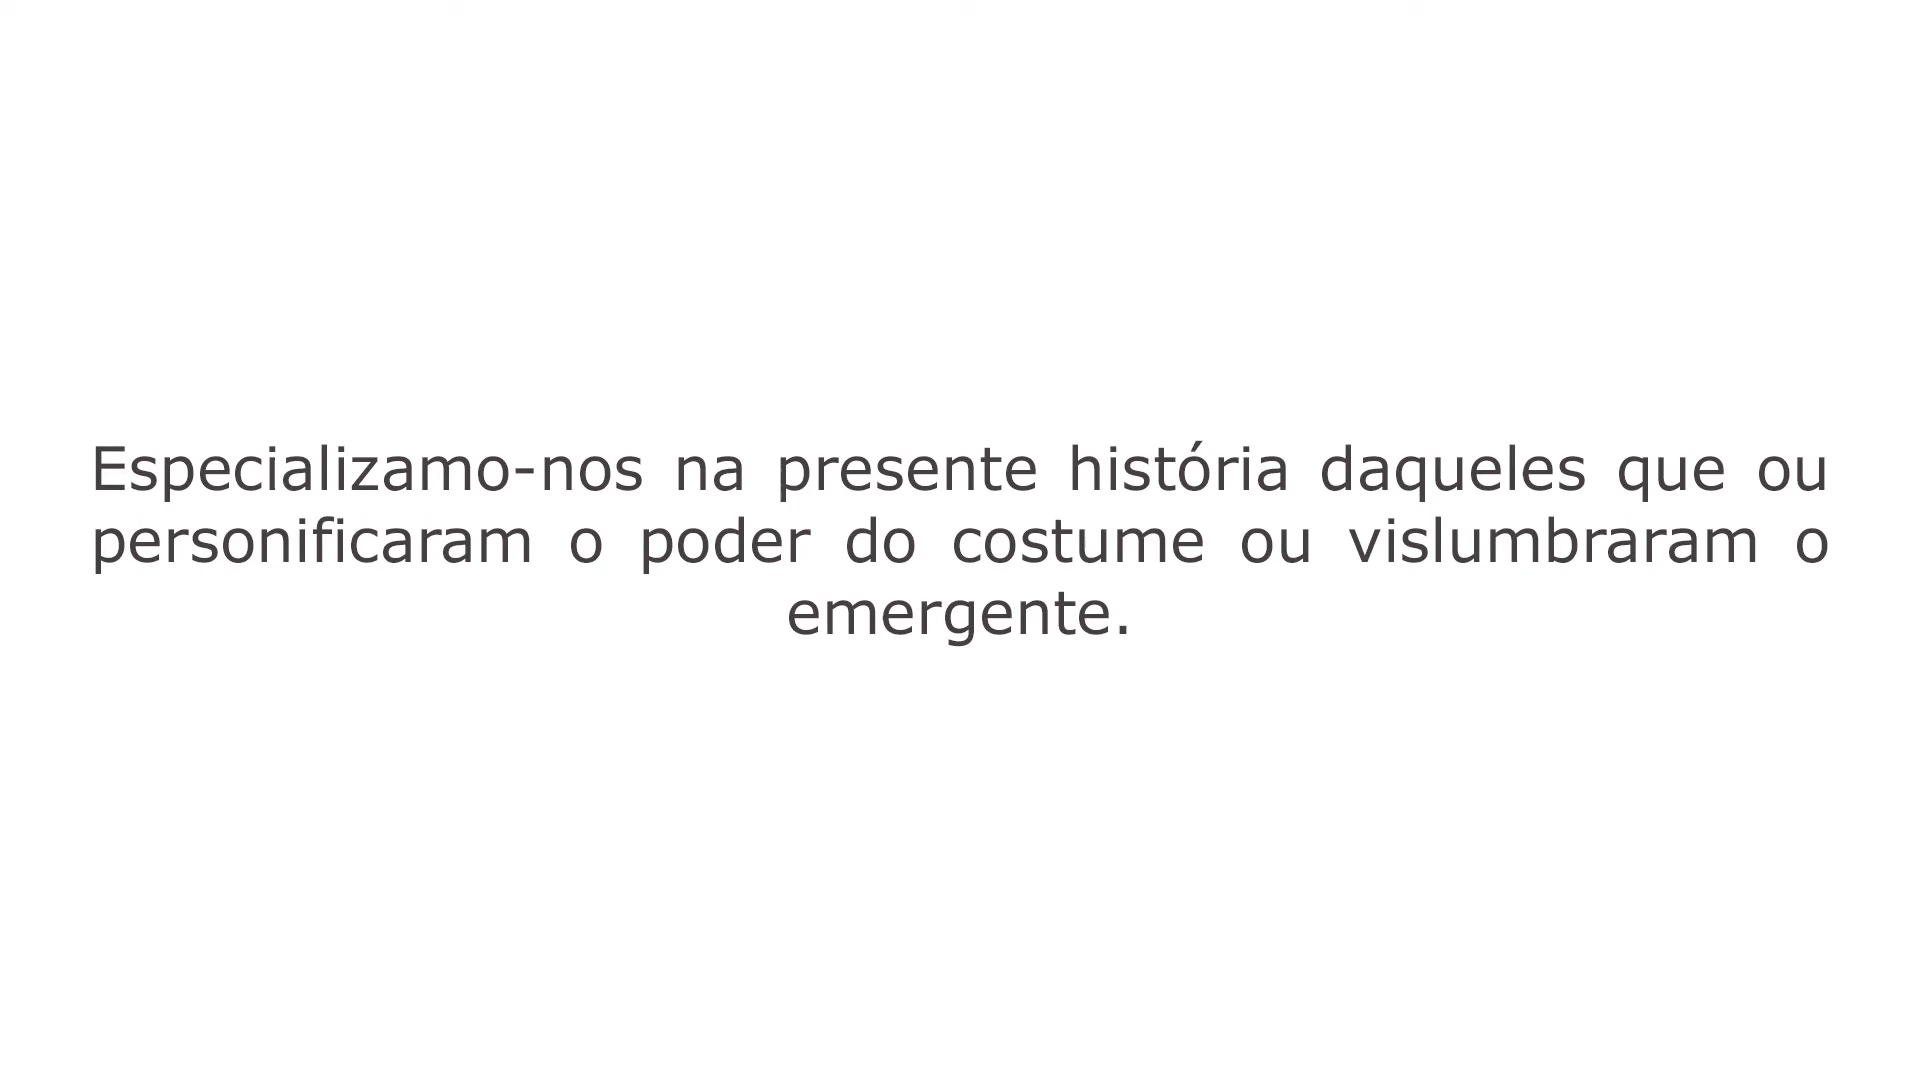 Especializamo-nos na presente história daqueles que ou
personificaram o poder do costume ou vislumbraram o
emergente.